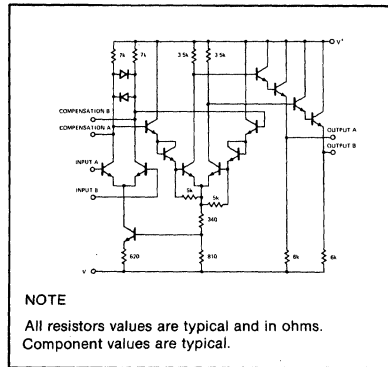 7k 7k 3 5k 3 5k
V+
COMPENSATION B
COMPENSATION A
OUTPUT A
OUTPUT B
INPUT A
INPUT B
5k
5k
340
620 810 6k 6k
V
NOTE
All resistors values are typical and in ohms.
Component values are typical.